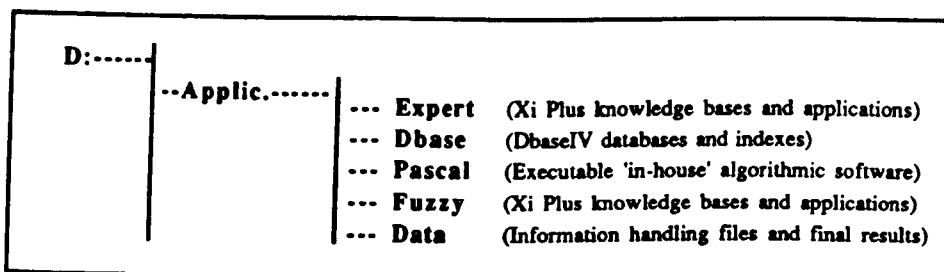 D:------
--Applic.------
--- Expert (Xi Plus knowledge bases and applications)
--- Dbase (DbaseIV databases and indexes)
--- Pascal (Executable 'in-house' algorithmic software)
--- Fuzzy (Xi Plus knowledge bases and applications)
--- Data (Information handling files and final results)